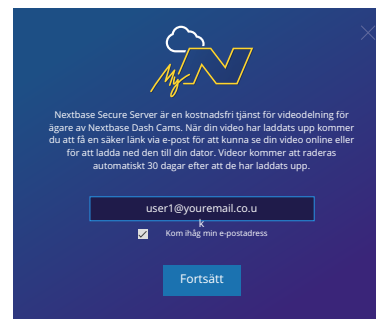 My N
Nextbase Secure Server är en kostnadsfri tjänst för videodelning för
ägare av Nextbase Dash Cams. När din video har laddats upp kommer
du att få en säker länk via e-post för att kunna se din video online eller
för att ladda ned den till din dator. Videor kommer att raderas
automatiskt 30 dagar efter att de har laddats upp.
user1@youremail.co.u
k
Kom ihåg min e-postadress
Fortsätt